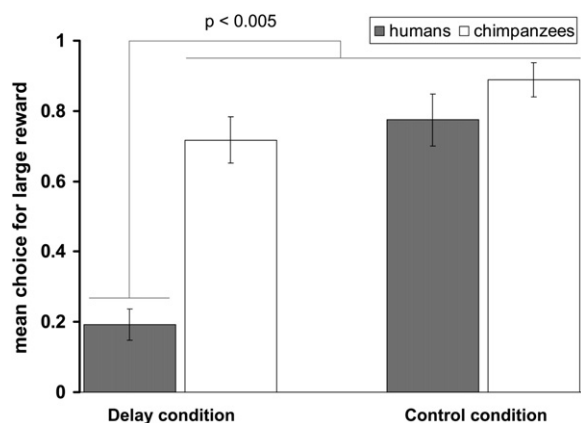 p < 0.005
humans chimpanzees
mean choice for large reward
1
0.8
0.6
0.4
0.2
0
Delay condition Control condition